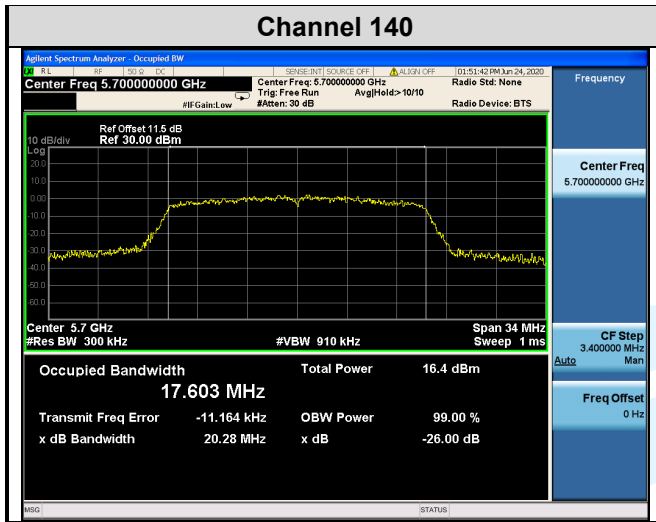 Channel 140
Agilent Spectrum Analyzer - Occupied BW
RL RF 50 Ω DC SENSE:INT SOURCE OFF ALIGN OFF 01:51:42 PM Jun 24, 2020
Center Freq 5.700000000 GHz Center Freq: 5.700000000 GHz Radio Std: None Frequency
Trig: Free Run Avg|Hold:>10/10
#IFGain:Low #Atten: 30 dB Radio Device: BTS
Ref Offset 11.5 dB
10 dB/div Ref 30.00 dBm
Log
20.0
10.0
0.00
-10.0
-20.0
-30.0
-40.0
-50.0
-60.0
Center Freq
5.700000000 GHz
Center 5.7 GHz Span 34 MHz
#Res BW 300 kHz #VBW 910 kHz Sweep 1 ms
CF Step
3.400000 MHz
Auto Man
Occupied Bandwidth Total Power 16.4 dBm
17.603 MHz
Freq Offset
0 Hz
Transmit Freq Error -11.164 kHz OBW Power 99.00 %
x dB Bandwidth 20.28 MHz x dB -26.00 dB
MSG STATUS